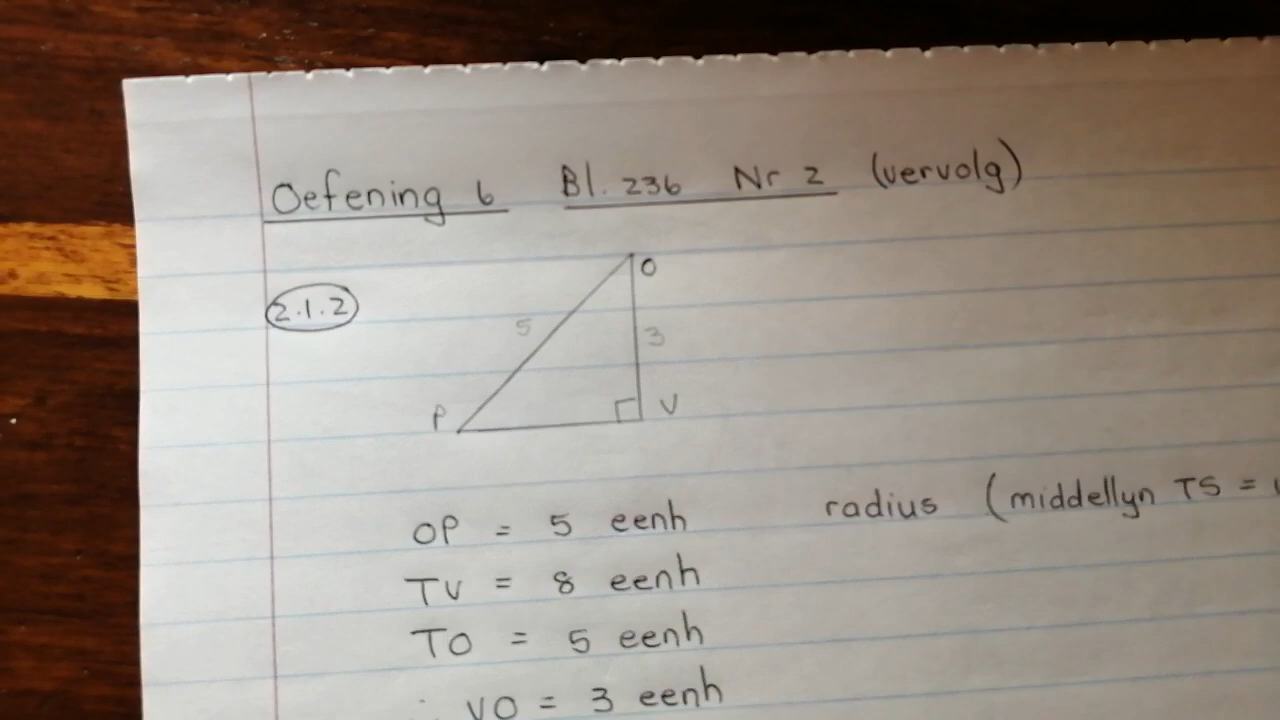 Oefening 6 Bl. 236 Nr 2 (vervolg)
2.1.2
O
5
3
P
V
OP = 5 eenh radius (middellyn TS =
TV = 8 eenh
TO = 5 eenh
∴ VO = 3 eenh